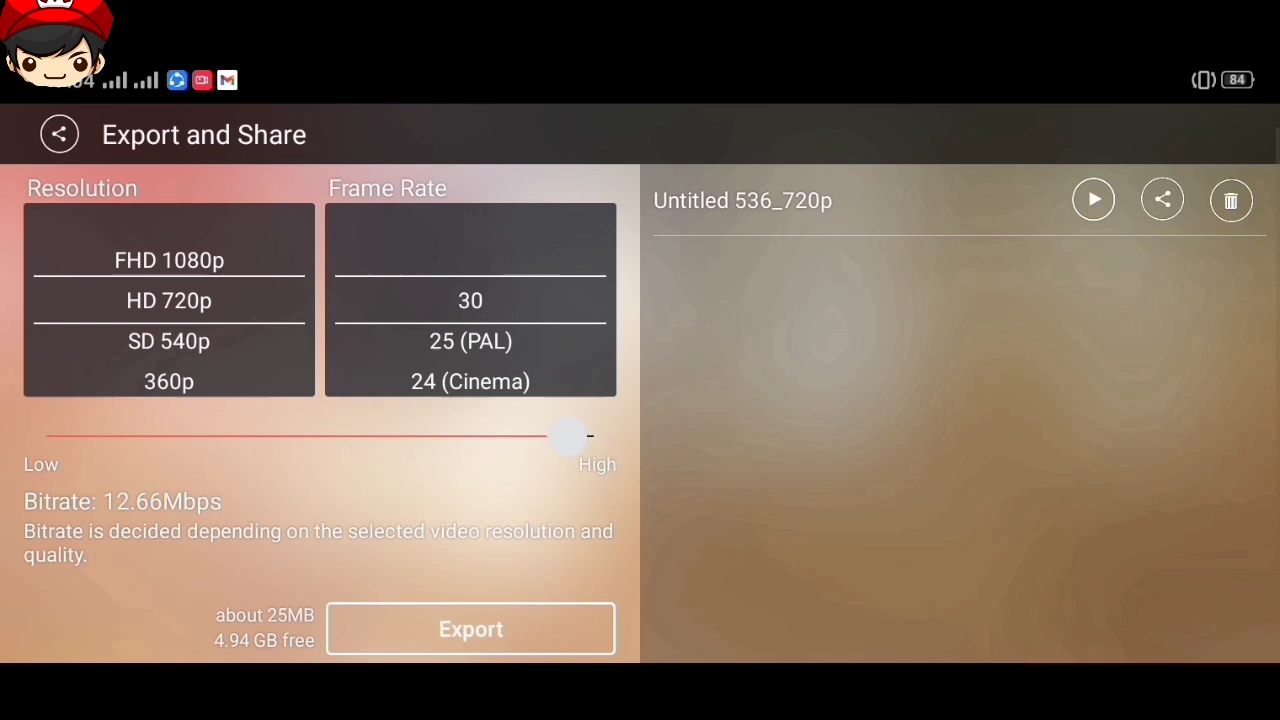 84
Export and Share
Resolution
Frame Rate
FHD 1080p
HD 720p
SD 540p
360p
30
25 (PAL)
24 (Cinema)
Low
High
Bitrate: 12.66Mbps
Bitrate is decided depending on the selected video resolution and
quality.
about 25MB
4.94 GB free
Export
Untitled 536_720p